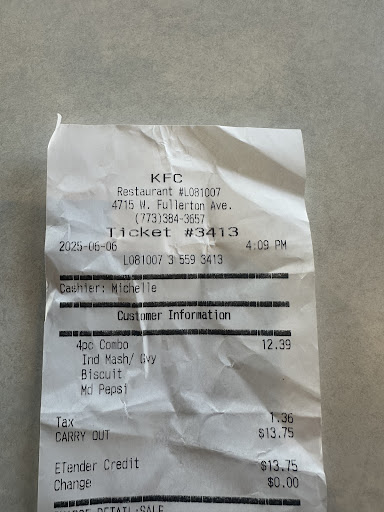 KFC
Restaurant #L081007
4715 W. Fullerton Ave.
(773)384-3657
Ticket #3413
2025-06-06 4:09 PM
L081007 3 559 3413
Cashier: Michelle
Customer Information
4pc Combo 12.39
Ind Mash/ Gvy
Biscuit
Md Pepsi
Tax 1.36
CARRY OUT $13.75
ETender Credit $13.75
Change $0.00
DETAIL:SALE